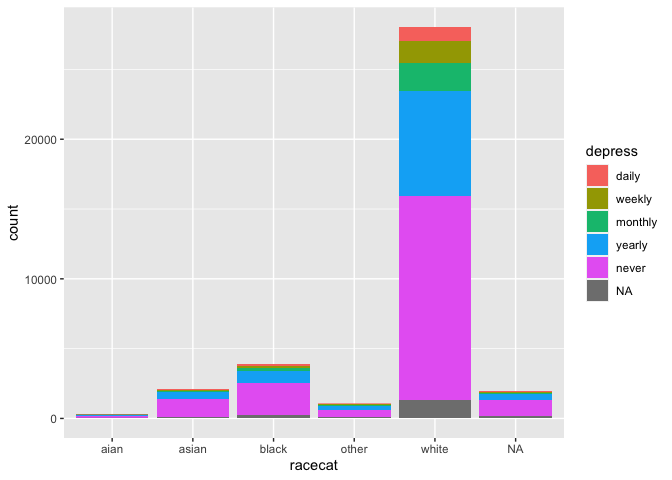 count
20000
10000
0
aian asian black other white NA
racecat
depress
daily
weekly
monthly
yearly
never
NA